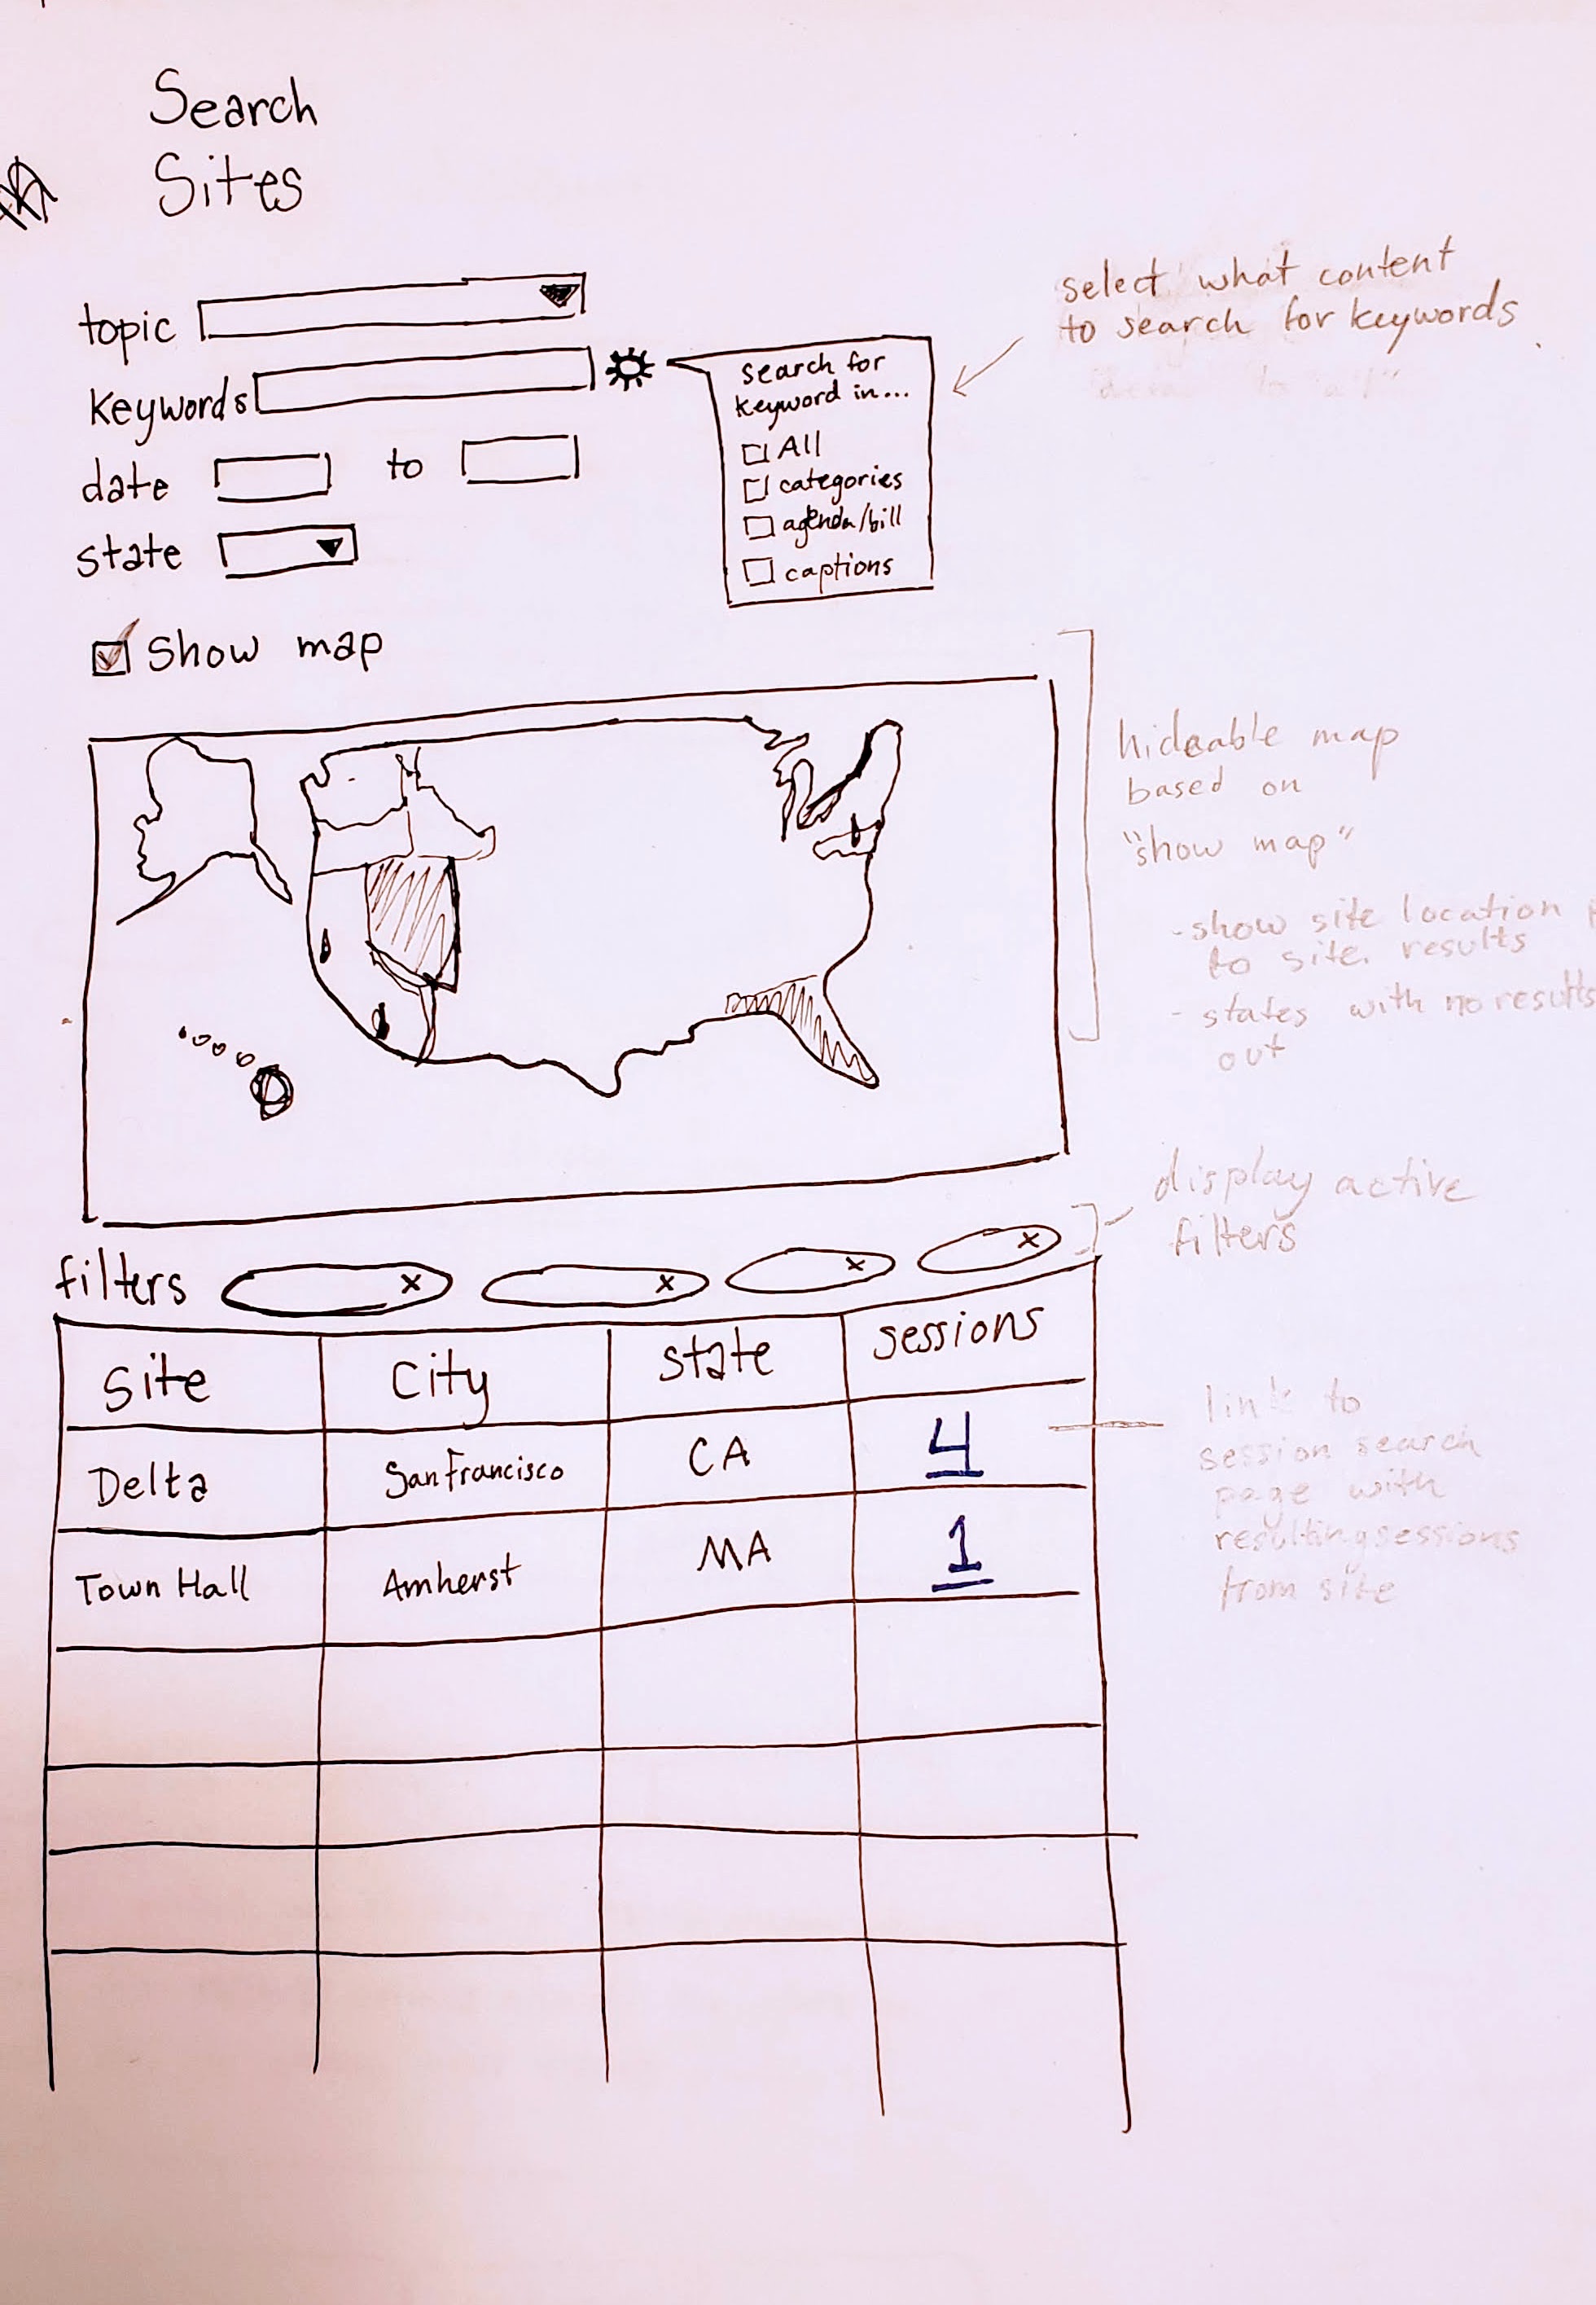 Search
Sites
topic
keywords
date to
state
search for
keyword in...
All
categories
agenda/bill
captions
select what content
to search for keywords
show map
hideable map
based on
"show map"
- show site location
to site. results
- states with no results
out
display active
filters
filters x x x x
Site City State sessions
Delta San Francisco CA 4
Town Hall Amherst MA 1
link to
session search
page with
resulting sessions
from site